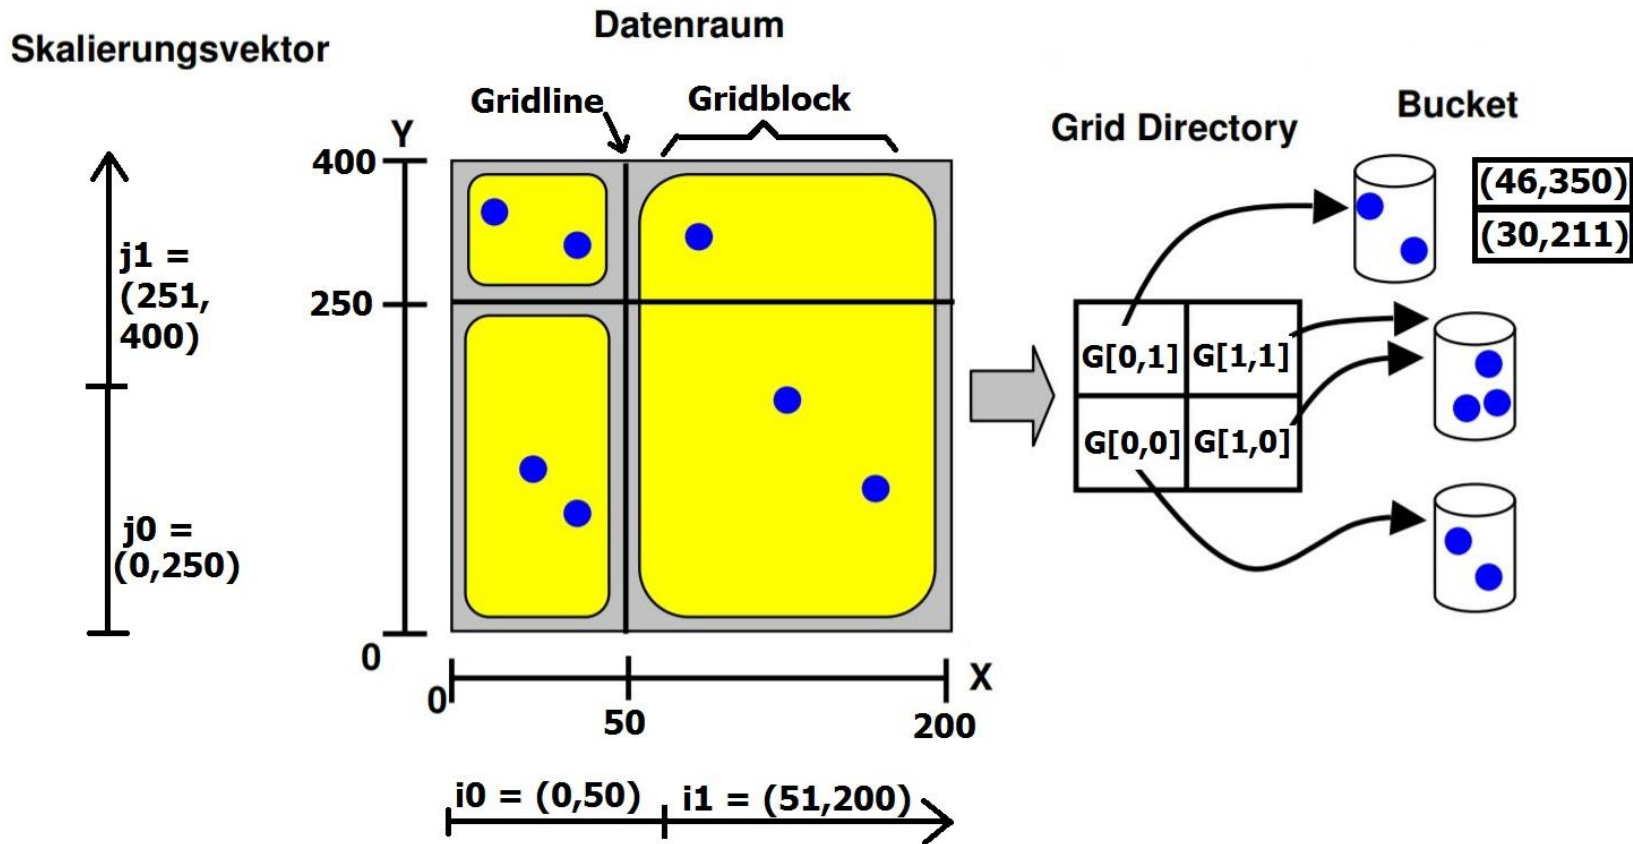 Skalierungsvektor
Datenraum
Gridline
Gridblock
Grid Directory
Bucket
Y
400
250
0
j1 =
(251,
400)
j0 =
(0,250)
G[0,1]
G[1,1]
G[0,0]
G[1,0]
(46,350)
(30,211)
0
50
200
X
i0 = (0,50)
i1 = (51,200)